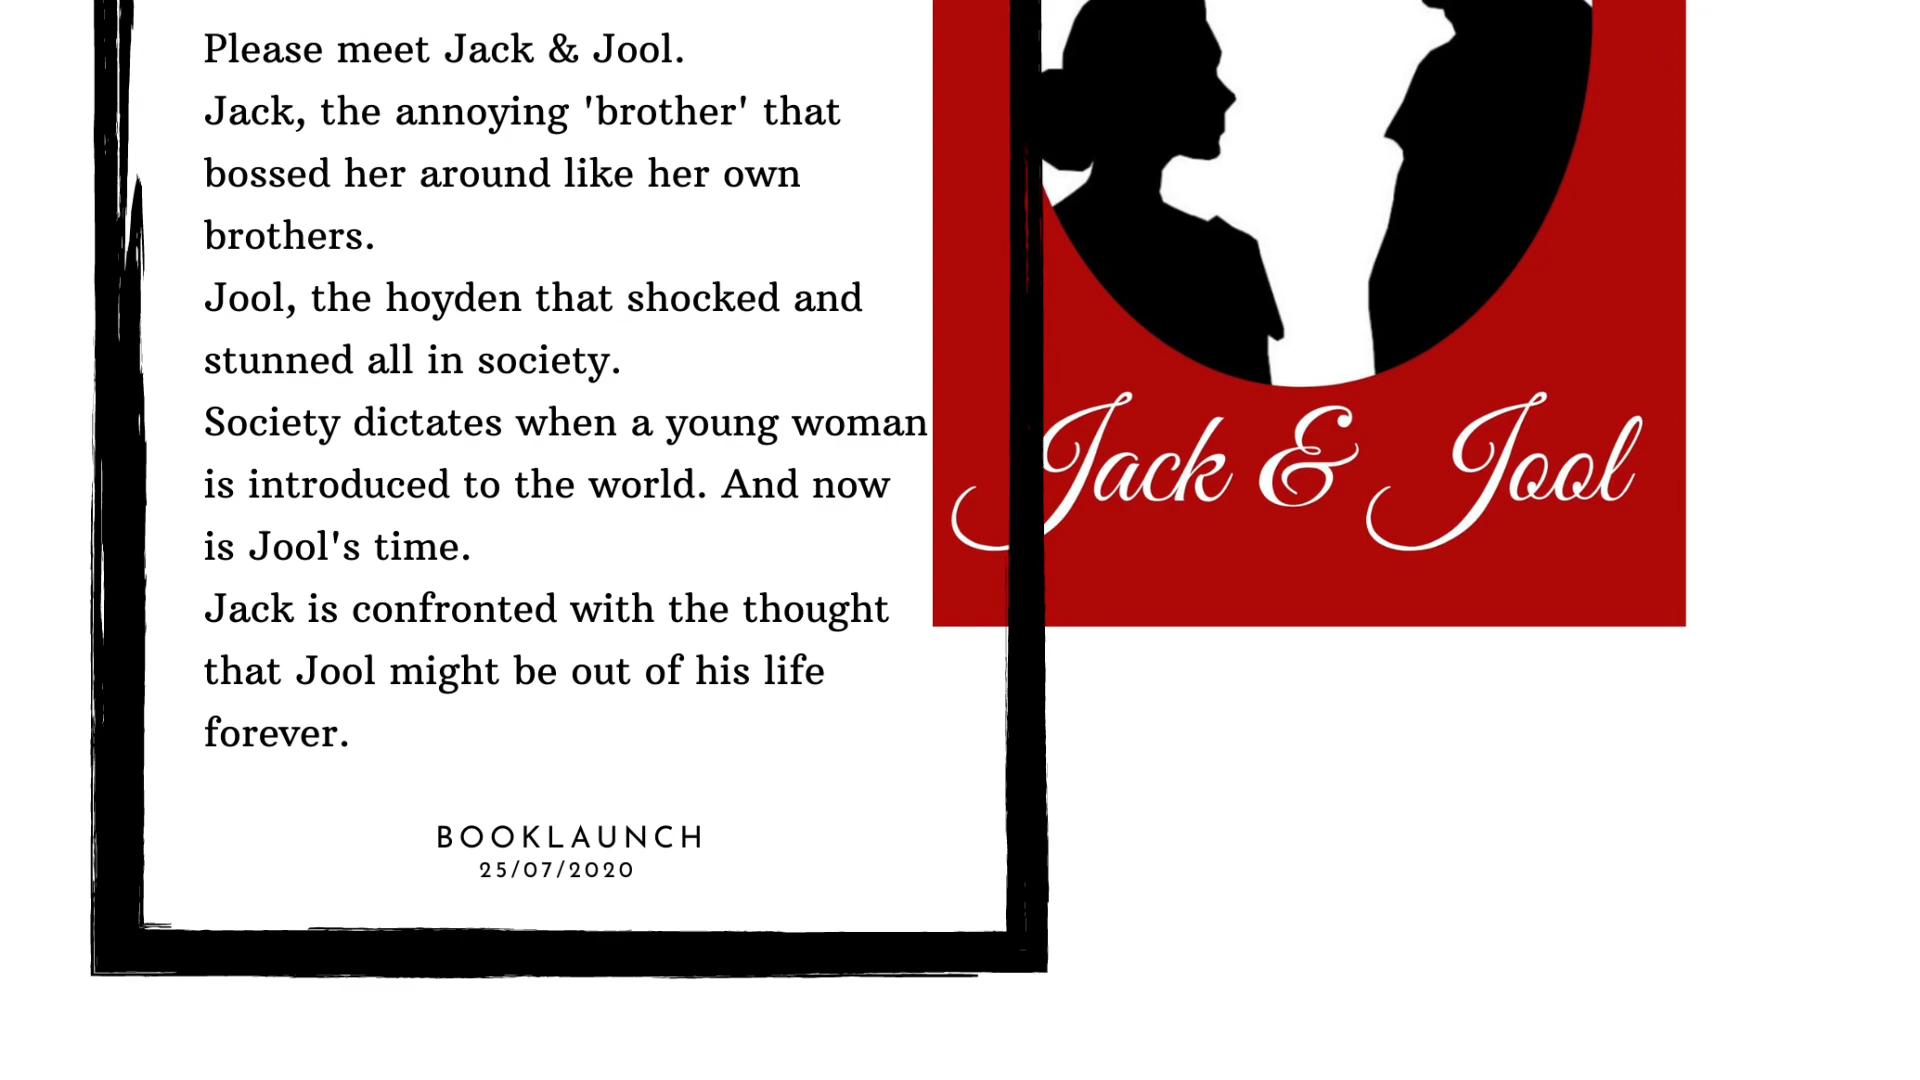 Please meet Jack & Jool.
Jack, the annoying 'brother' that
bossed her around like her own
brothers.
Jool, the hoyden that shocked and
stunned all in society.
Society dictates when a young woman
is introduced to the world. And now
is Jool's time.
Jack is confronted with the thought
that Jool might be out of his life
forever.
BOOKLAUNCH
25/07/2020
Jack & Jool